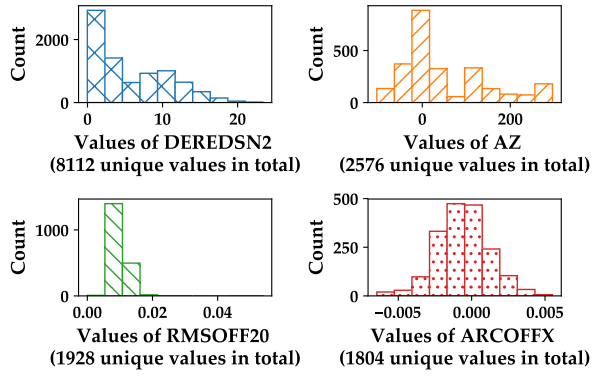 Count
2000
0
0
10
20
Values of DEREDSN2
(8112 unique values in total)
Count
500
0
0
200
Values of AZ
(2576 unique values in total)
Count
1000
0
0.00
0.02
0.04
Values of RMSOFF20
(1928 unique values in total)
Count
500
250
0
−0.005
0.000
0.005
Values of ARCOFFX
(1804 unique values in total)